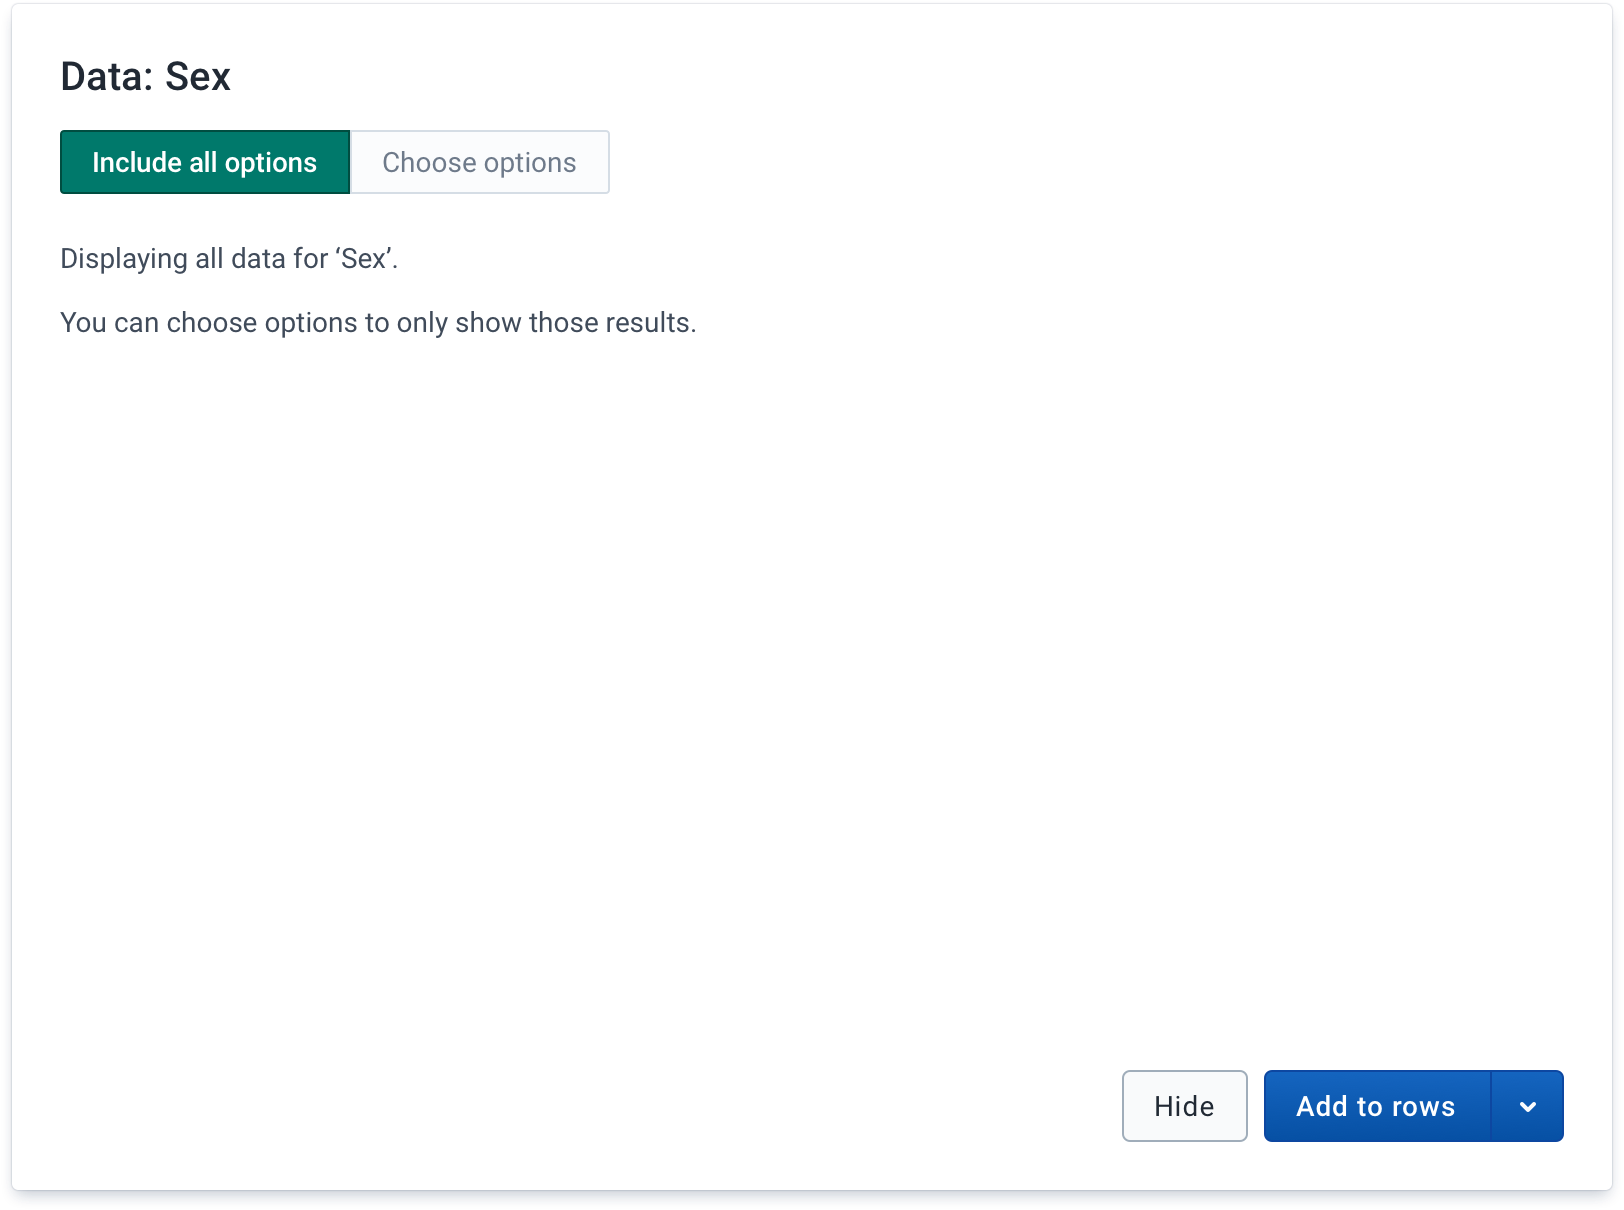 Data: Sex
Include all options
Choose options
Displaying all data for ‘Sex’.
You can choose options to only show those results.
Hide
Add to rows